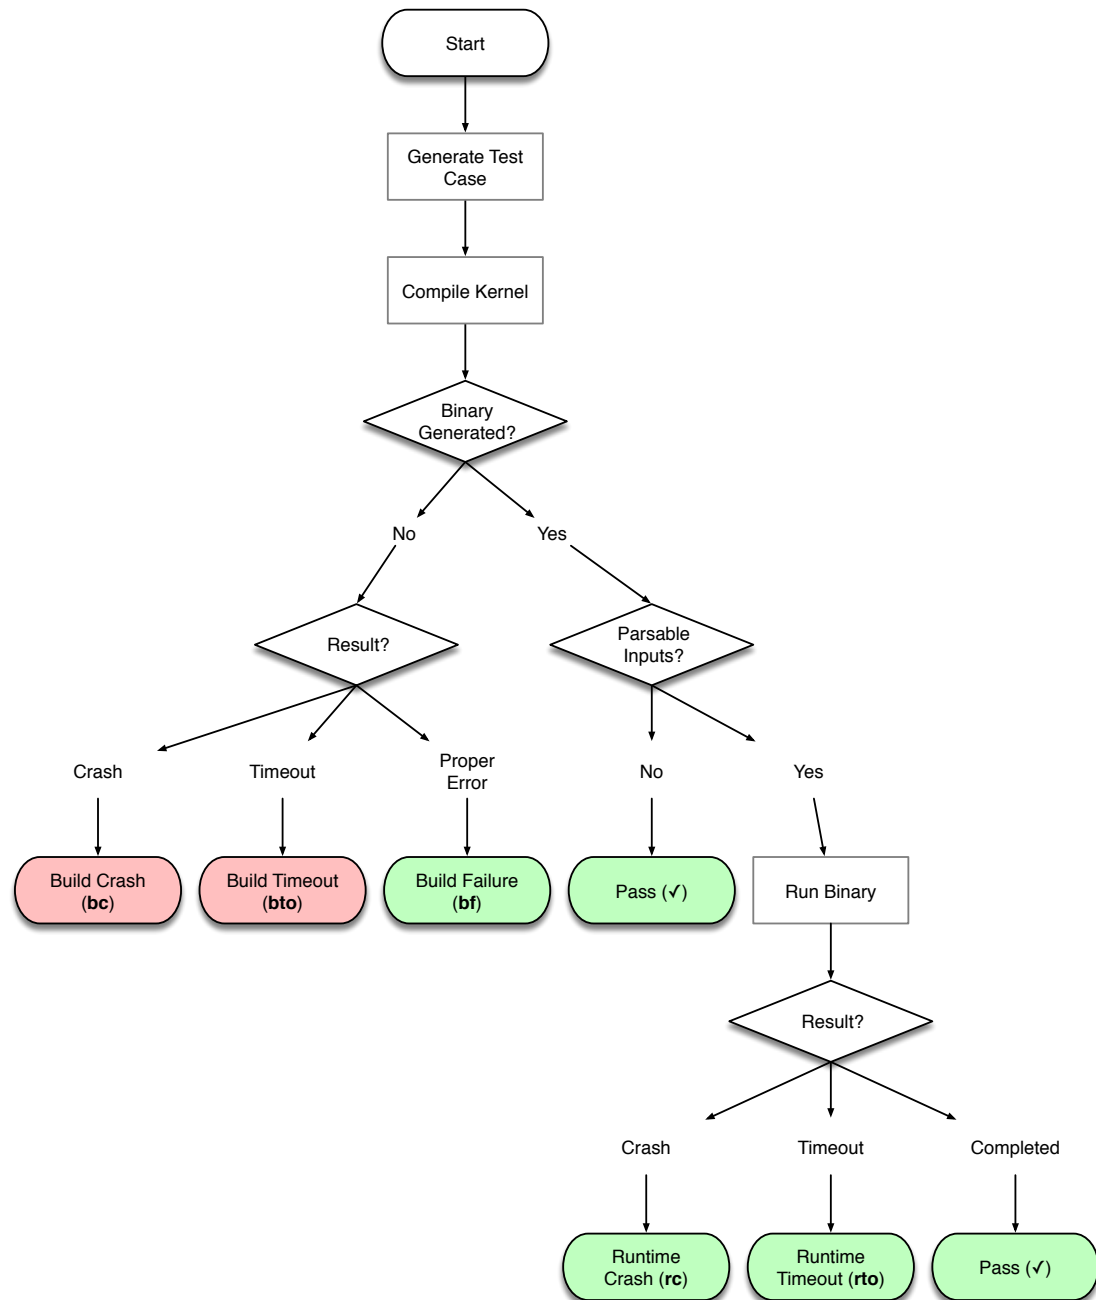 Start
Generate Test
Case
Compile Kernel
Binary
Generated?
No
Yes
Result?
Parsable
Inputs?
Crash
Timeout
Proper
Error
No
Yes
Build Crash
(bc)
Build Timeout
(bto)
Build Failure
(bf)
Pass (✓)
Run Binary
Result?
Crash
Timeout
Completed
Runtime
Crash (rc)
Runtime
Timeout (rto)
Pass (✓)